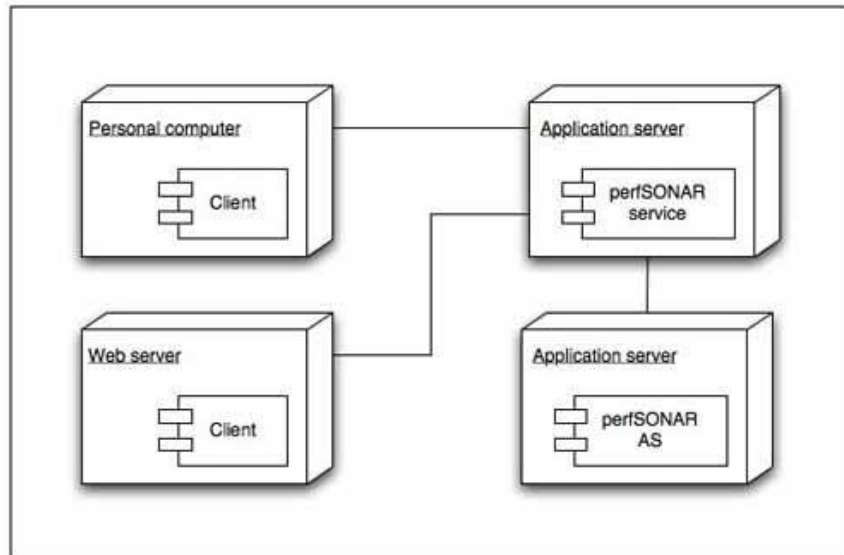 Personal computer
Client
Application server
perfSONAR
service
Web server
Client
Application server
perfSONAR
AS